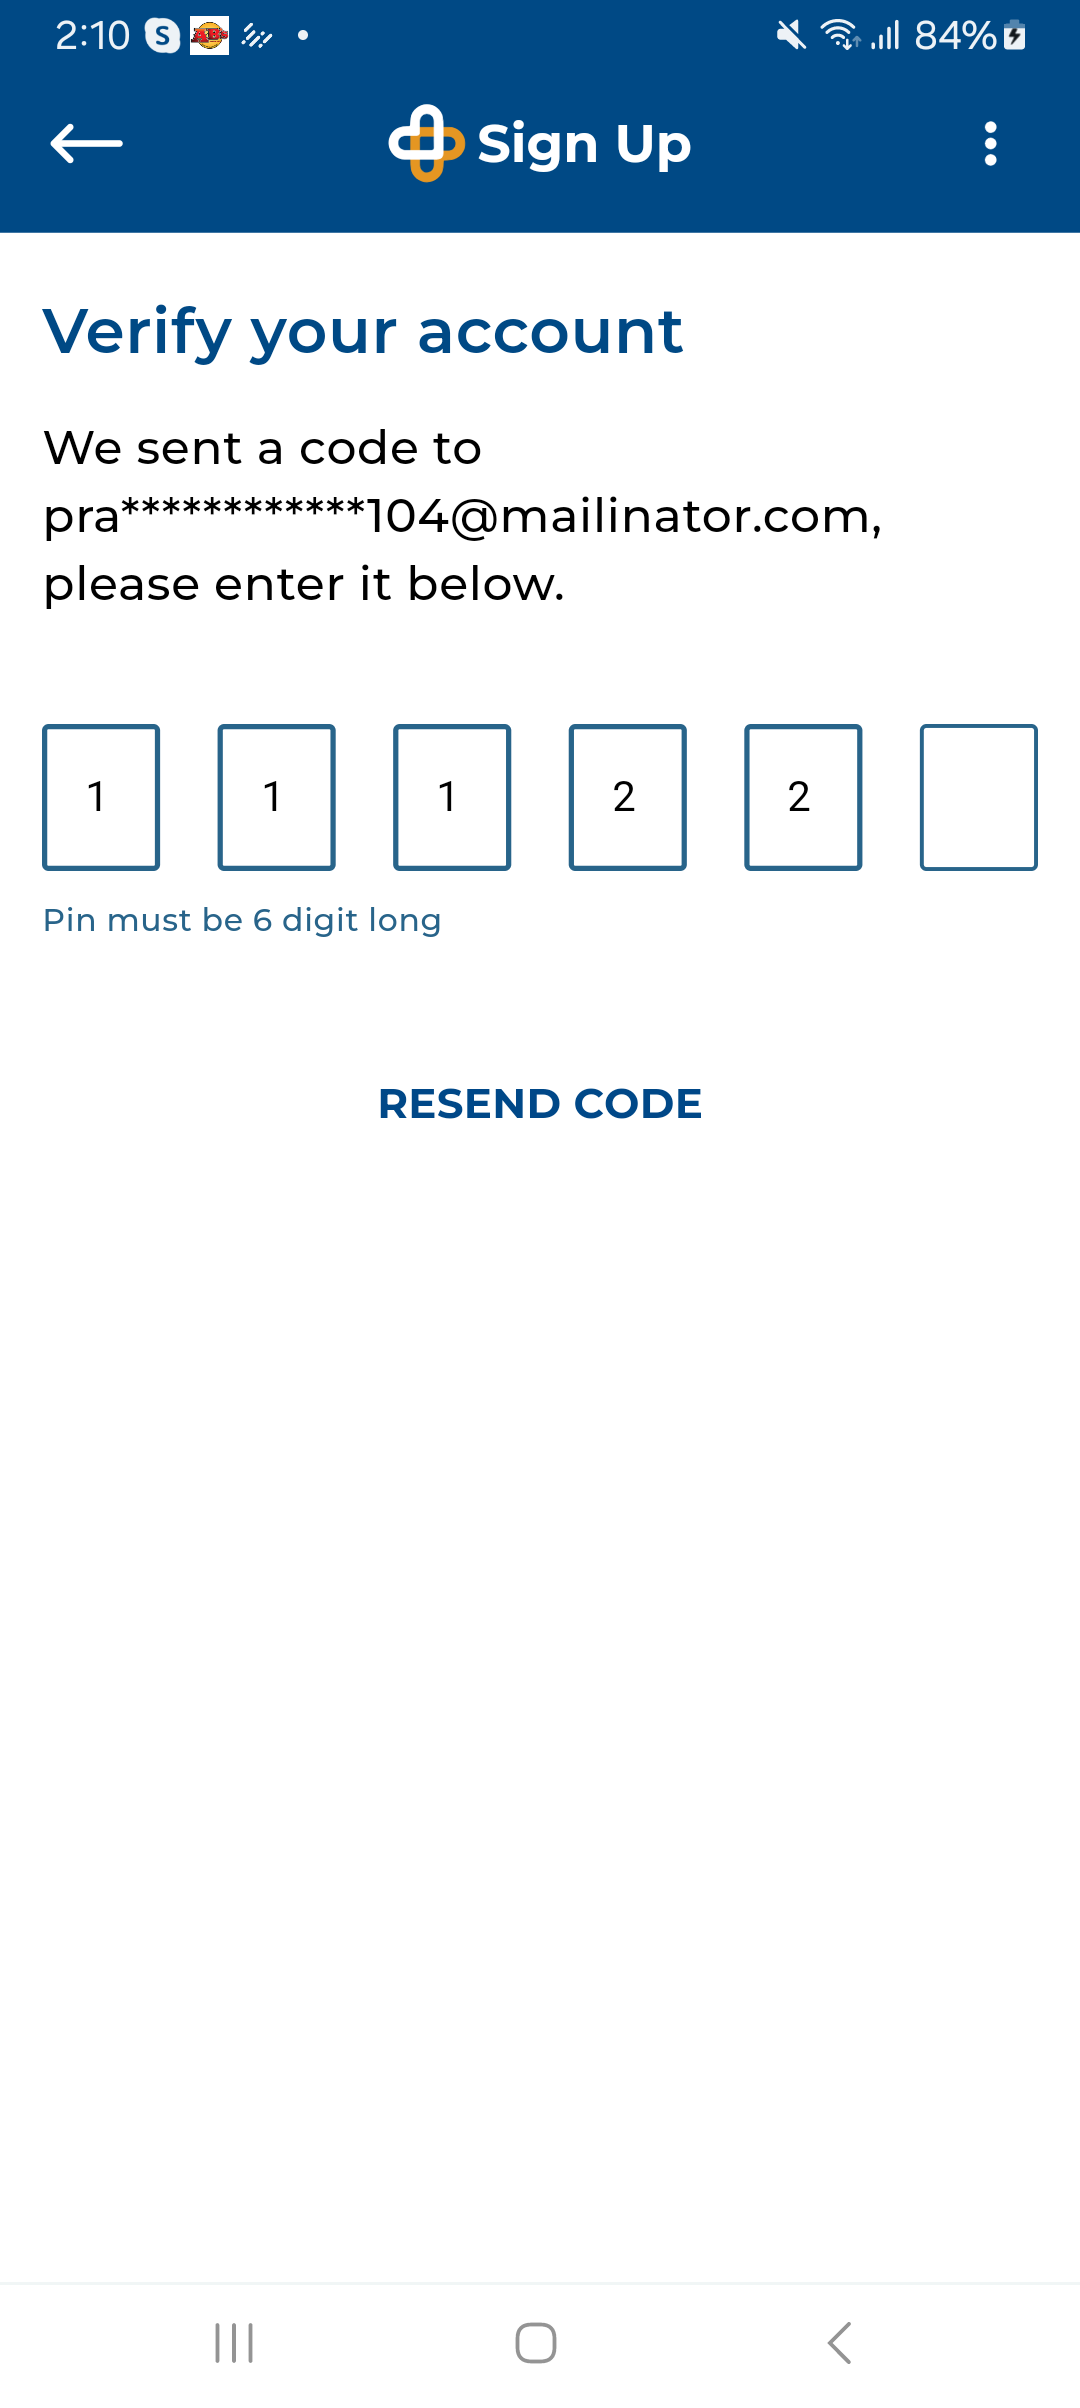 2:10 S 84%
Sign Up
Verify your account
We sent a code to
pra************104@mailinator.com,
please enter it below.
1 1 1 2 2
Pin must be 6 digit long
RESEND CODE